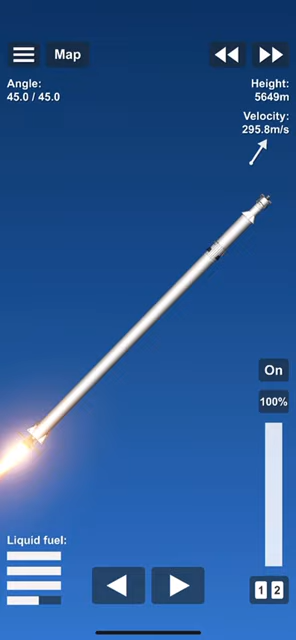 Map
Angle:
45.0 / 45.0
Height:
5649m
Velocity:
295.8m/s
On
100%
Liquid fuel:
1 2